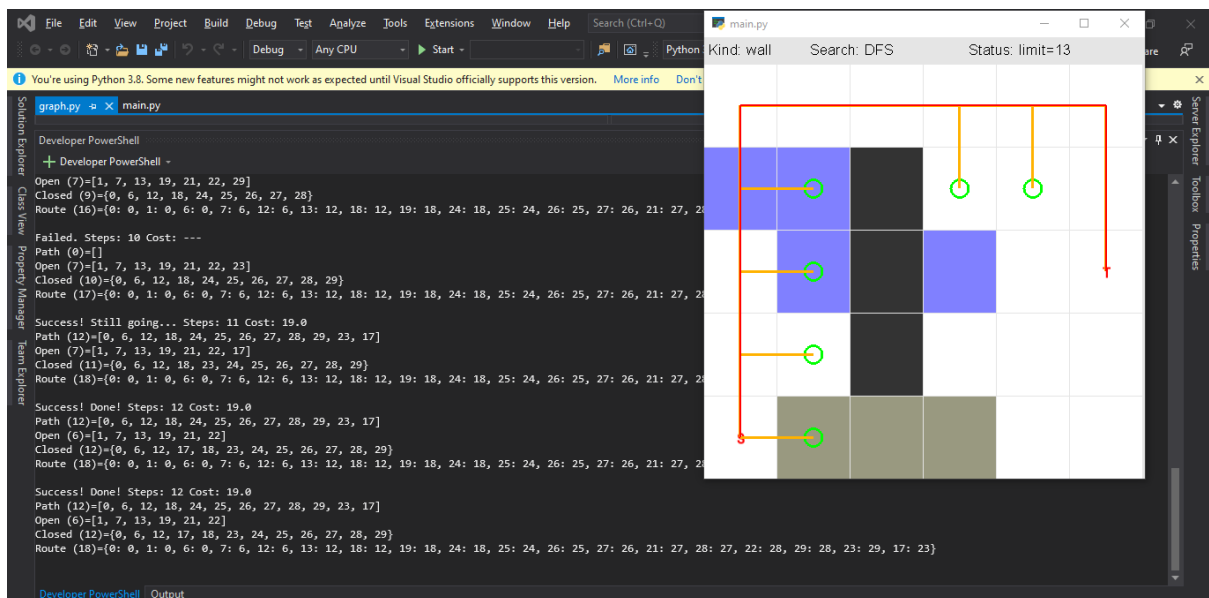 File Edit View Project Build Debug Test Analyze Tools Extensions Window Help Search (Ctrl+Q)
Debug Any CPU Start Python
You're using Python 3.8. Some new features might not work as expected until Visual Studio officially supports this version. More info Don't
graph.py main.py
Developer PowerShell
+ Developer PowerShell
Open (7)=[1, 7, 13, 19, 21, 22, 29]
Closed (9)={0, 6, 12, 18, 24, 25, 26, 27, 28}
Route (16)={0: 0, 1: 0, 6: 0, 7: 6, 12: 6, 13: 12, 18: 12, 19: 18, 24: 18, 25: 24, 26: 25, 27: 26, 21: 27, 28
Failed. Steps: 10 Cost: ---
Path (0)=[]
Open (7)=[1, 7, 13, 19, 21, 22, 23]
Closed (10)={0, 6, 12, 18, 24, 25, 26, 27, 28, 29}
Route (17)={0: 0, 1: 0, 6: 0, 7: 6, 12: 6, 13: 12, 18: 12, 19: 18, 24: 18, 25: 24, 26: 25, 27: 26, 21: 27, 28
Success! Still going... Steps: 11 Cost: 19.0
Path (12)=[0, 6, 12, 18, 24, 25, 26, 27, 28, 29, 23, 17]
Open (7)=[1, 7, 13, 19, 21, 22, 17]
Closed (11)={0, 6, 12, 18, 23, 24, 25, 26, 27, 28, 29}
Route (18)={0: 0, 1: 0, 6: 0, 7: 6, 12: 6, 13: 12, 18: 12, 19: 18, 24: 18, 25: 24, 26: 25, 27: 26, 21: 27, 28
Success! Done! Steps: 12 Cost: 19.0
Path (12)=[0, 6, 12, 18, 24, 25, 26, 27, 28, 29, 23, 17]
Open (6)=[1, 7, 13, 19, 21, 22]
Closed (12)={0, 6, 12, 17, 18, 23, 24, 25, 26, 27, 28, 29}
Route (18)={0: 0, 1: 0, 6: 0, 7: 6, 12: 6, 13: 12, 18: 12, 19: 18, 24: 18, 25: 24, 26: 25, 27: 26, 21: 27, 28
Success! Done! Steps: 12 Cost: 19.0
Path (12)=[0, 6, 12, 18, 24, 25, 26, 27, 28, 29, 23, 17]
Open (6)=[1, 7, 13, 19, 21, 22]
Closed (12)={0, 6, 12, 17, 18, 23, 24, 25, 26, 27, 28, 29}
Route (18)={0: 0, 1: 0, 6: 0, 7: 6, 12: 6, 13: 12, 18: 12, 19: 18, 24: 18, 25: 24, 26: 25, 27: 26, 21: 27, 28: 27, 22: 28, 29: 28, 23: 29, 17: 23}
Developer PowerShell Output
Solution Explorer
Class View
Property Manager
Team Explorer
main.py
Kind: wall Search: DFS Status: limit=13
T
S
are
Server Explorer
Toolbox
Properties